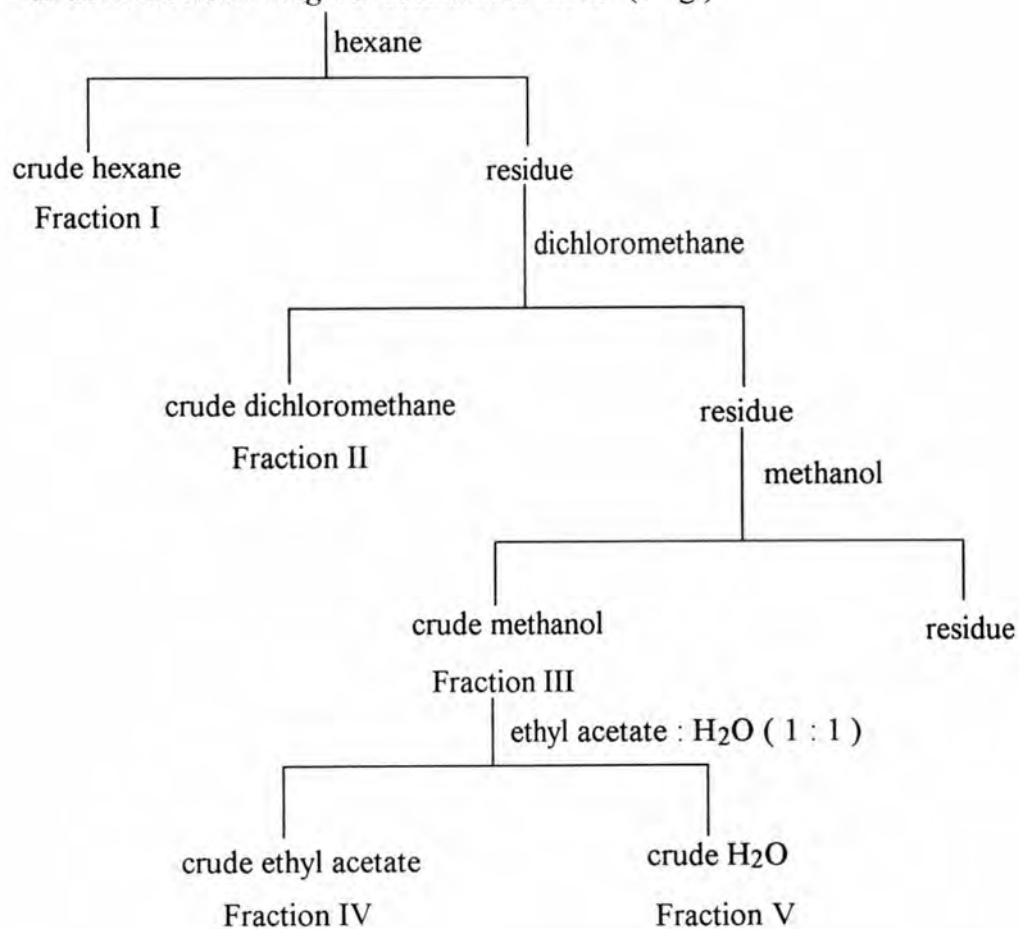 hexane
crude hexane residue
Fraction I
dichloromethane
crude dichloromethane residue
Fraction II
methanol
crude methanol residue
Fraction III
ethyl acetate : H₂O ( 1 : 1 )
crude ethyl acetate crude H₂O
Fraction IV Fraction V